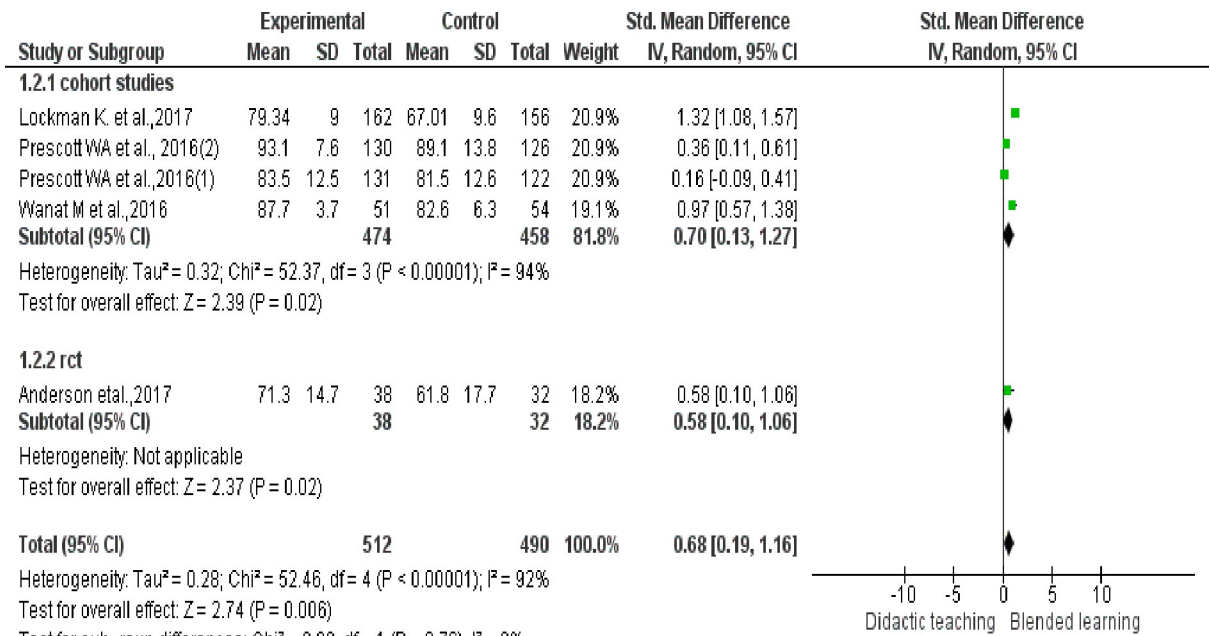 Experimental Control Std. Mean Difference Std. Mean Difference
Study or Subgroup Mean SD Total Mean SD Total Weight IV, Random, 95% CI IV, Random, 95% CI
1.2.1 cohort studies
Lockman K. et al.,2017 79.34 9 162 67.01 9.6 156 20.9% 1.32 [1.08, 1.57]
Prescott WA et al., 2016(2) 93.1 7.6 130 89.1 13.8 126 20.9% 0.36 [0.11, 0.61]
Prescott WA et al.,2016(1) 83.5 12.5 131 81.5 12.6 122 20.9% 0.16 [-0.09, 0.41]
Wanat M et al.,2016 87.7 3.7 51 82.6 6.3 54 19.1% 0.97 [0.57, 1.38]
Subtotal (95% CI) 474 458 81.8% 0.70 [0.13, 1.27]
Heterogeneity: Tau² = 0.32; Chi² = 52.37, df = 3 (P < 0.00001); I² = 94%
Test for overall effect: Z = 2.39 (P = 0.02)
1.2.2 rct
Anderson etal.,2017 71.3 14.7 38 61.8 17.7 32 18.2% 0.58 [0.10, 1.06]
Subtotal (95% CI) 38 32 18.2% 0.58 [0.10, 1.06]
Heterogeneity: Not applicable
Test for overall effect: Z = 2.37 (P = 0.02)
Total (95% CI) 512 490 100.0% 0.68 [0.19, 1.16]
Heterogeneity: Tau² = 0.28; Chi² = 52.46, df = 4 (P < 0.00001); I² = 92%
Test for overall effect: Z = 2.74 (P = 0.006)
-10 -5 0 5 10
Didactic teaching Blended learning